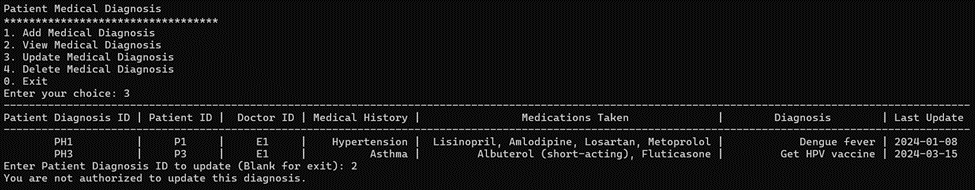 Patient Medical Diagnosis
**********************************
1. Add Medical Diagnosis
2. View Medical Diagnosis
3. Update Medical Diagnosis
4. Delete Medical Diagnosis
0. Exit
Enter your choice: 3
Patient Diagnosis ID | Patient ID | Doctor ID | Medical History | Medications Taken | Diagnosis | Last Update
PH1 | P1 | E1 | Hypertension | Lisinopril, Amlodipine, Losartan, Metoprolol | Dengue fever | 2024-01-08
PH3 | P3 | E1 | Asthma | Albuterol (short-acting), Fluticasone | Get HPV vaccine | 2024-03-15
Enter Patient Diagnosis ID to update (Blank for exit): 2
You are not authorized to update this diagnosis.